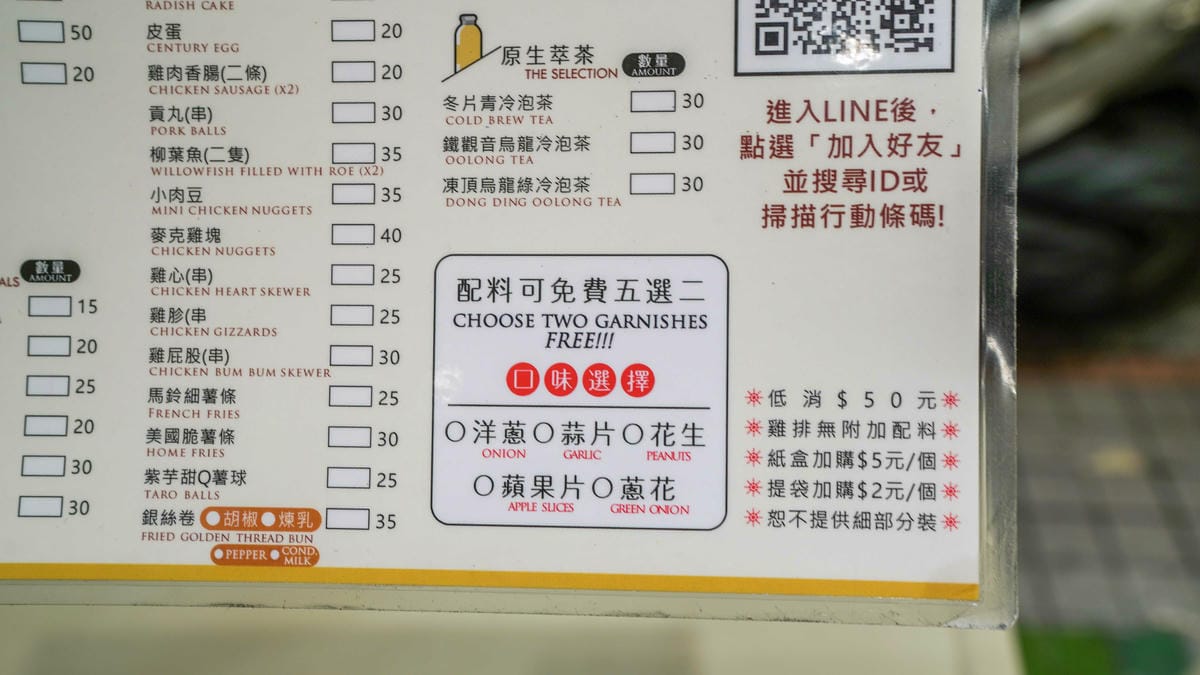 50
20
ALS 數量
AMOUNT
15
20
25
20
30
30
RADISH CAKE
皮蛋 20
CENTURY EGG
雞肉香腸(二條) 20
CHICKEN SAUSAGE (X2)
貢丸(串) 30
PORK BALLS
柳葉魚(二隻) 35
WILLOWFISH FILLED WITH ROE (X2)
小肉豆 35
MINI CHICKEN NUGGETS
麥克雞塊 40
CHICKEN NUGGETS
雞心(串) 25
CHICKEN HEART SKEWER
雞胗(串 25
CHICKEN GIZZARDS
雞屁股(串) 30
CHICKEN BUM BUM SKEWER
馬鈴細薯條 25
FRENCH FRIES
美國脆薯條 30
HOME FRIES
紫芋甜Q薯球 25
TARO BALLS
銀絲卷 胡椒 煉乳 35
FRIED GOLDEN THREAD BUN
PEPPER COND. MILK
原生萃茶 數量
THE SELECTION AMOUNT
冬片青冷泡茶 30
COLD BREW TEA
鐵觀音烏龍冷泡茶 30
OOLONG TEA
凍頂烏龍綠冷泡茶 30
DONG DING OOLONG TEA
配料可免費五選二
CHOOSE TWO GARNISHES
FREE!!!
口味選擇
洋蔥 蒜片 花生
ONION GARLIC PEANUTS
蘋果片 蔥花
APPLE SLICES GREEN ONION
進入LINE後，
點選「加入好友」
並搜尋ID或
掃描行動條碼!
低消$50元
雞排無附加配料
紙盒加購$5元/個
提袋加購$2元/個
恕不提供細部分裝